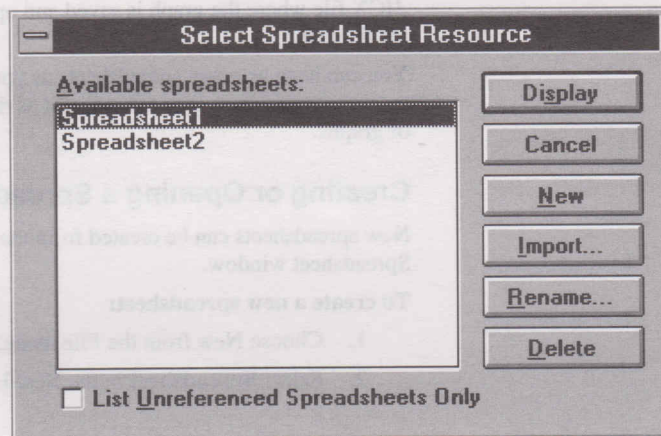 Select Spreadsheet Resource
Available spreadsheets:
Spreadsheet1
Spreadsheet2
Display
Cancel
New
Import...
Rename...
Delete
List Unreferenced Spreadsheets Only
Creating or Opening a
New spreadsheets can be created
Spreadsheet window.
To create a new spreadsheet:
1. Choose New from the File